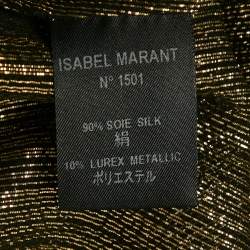 ISABEL MARANT
N° 1501
90% SOIE SILK
絹
10% LUREX METALLIC
ポリエステル